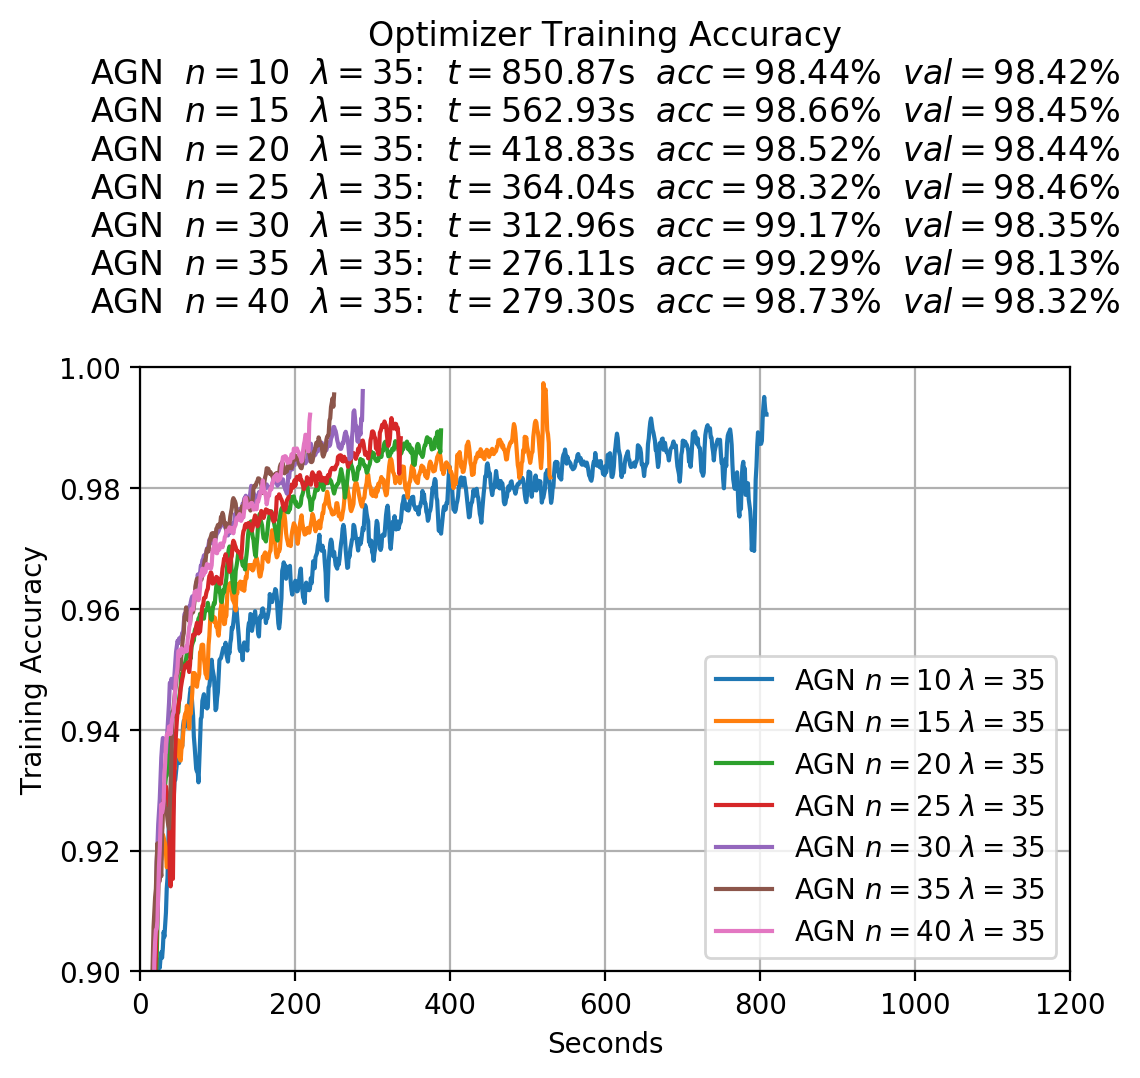 Optimizer Training Accuracy
AGN n = 10 λ = 35: t = 850.87s acc = 98.44% val = 98.42%
AGN n = 15 λ = 35: t = 562.93s acc = 98.66% val = 98.45%
AGN n = 20 λ = 35: t = 418.83s acc = 98.52% val = 98.44%
AGN n = 25 λ = 35: t = 364.04s acc = 98.32% val = 98.46%
AGN n = 30 λ = 35: t = 312.96s acc = 99.17% val = 98.35%
AGN n = 35 λ = 35: t = 276.11s acc = 99.29% val = 98.13%
AGN n = 40 λ = 35: t = 279.30s acc = 98.73% val = 98.32%
1.00
0.98
0.96
0.94
0.92
0.90
Training Accuracy
AGN n = 10 λ = 35
AGN n = 15 λ = 35
AGN n = 20 λ = 35
AGN n = 25 λ = 35
AGN n = 30 λ = 35
AGN n = 35 λ = 35
AGN n = 40 λ = 35
0 200 400 600 800 1000 1200
Seconds